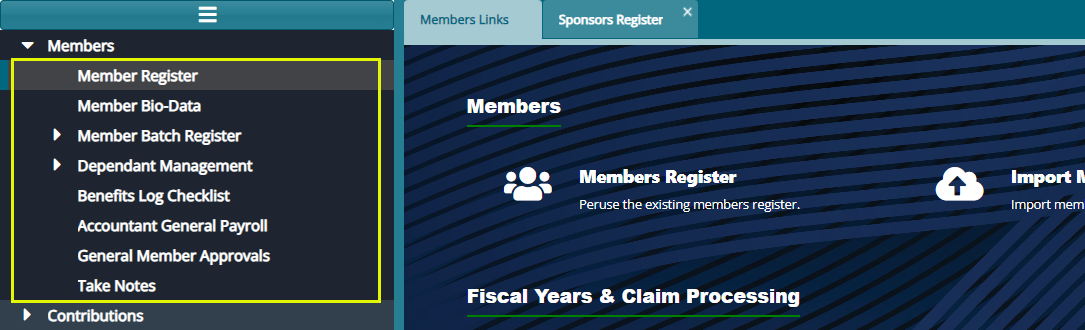 Members
Member Register
Member Bio-Data
Member Batch Register
Dependant Management
Benefits Log Checklist
Accountant General Payroll
General Member Approvals
Take Notes
Contributions
Members Links
Sponsors Register
Members
Members Register
Peruse the existing members register.
Import M
Import mem
Fiscal Years & Claim Processing